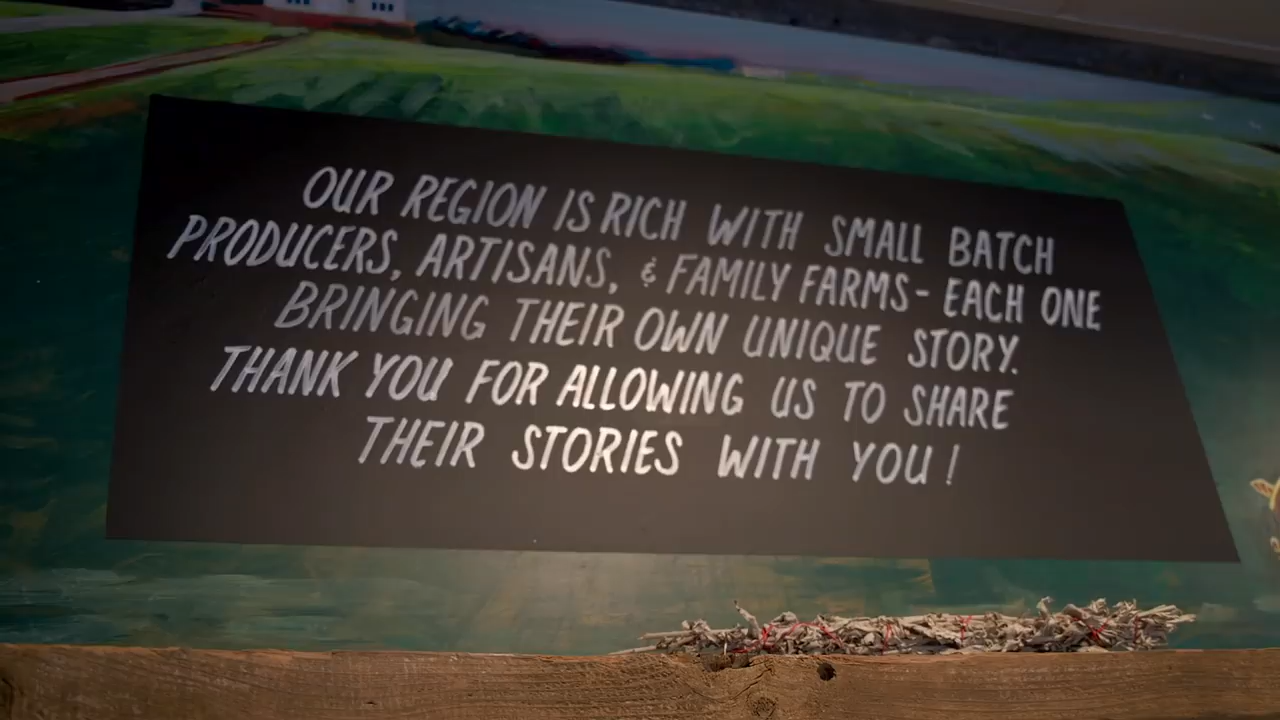 OUR REGION IS RICH WITH SMALL BATCH
PRODUCERS, ARTISANS, & FAMILY FARMS- EACH ONE
BRINGING THEIR OWN UNIQUE STORY.
THANK YOU FOR ALLOWING US TO SHARE
THEIR STORIES WITH YOU!